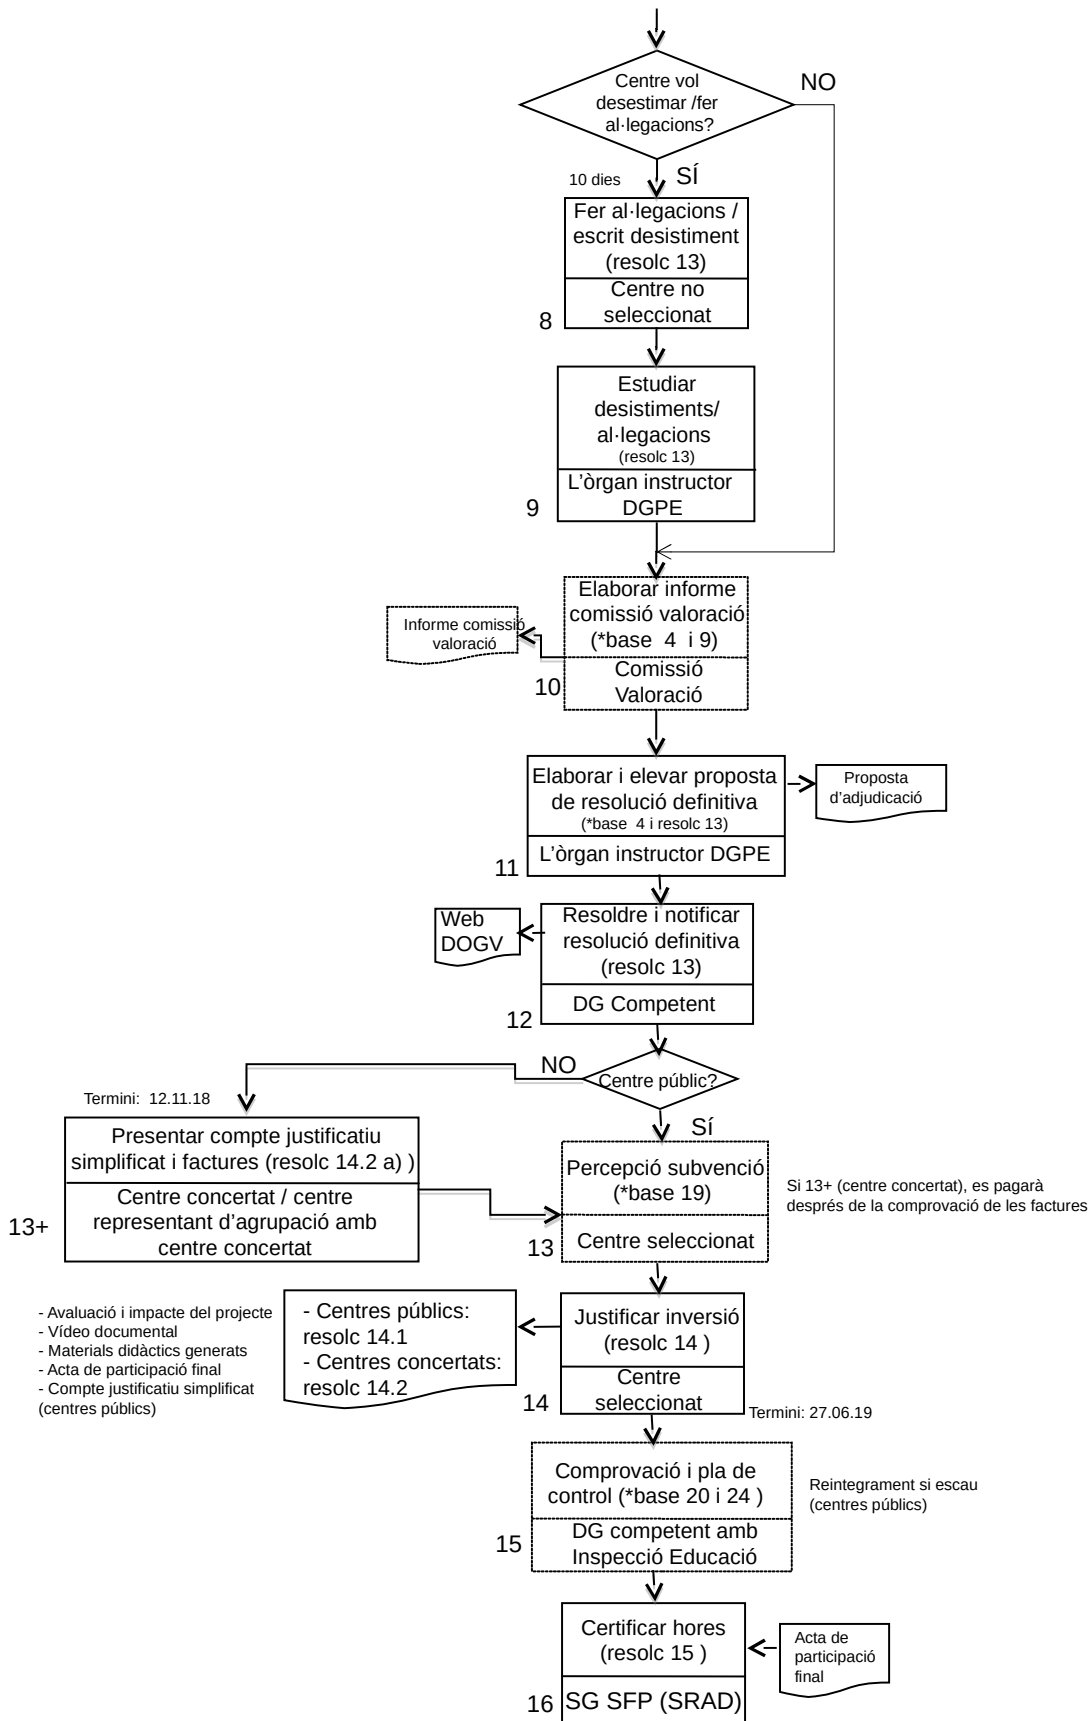 Centre vol
desestimar /fer
al·legacions?
NO
10 dies
SÍ
Fer al·legacions /
escrit desistiment
(resolc 13)
Centre no
seleccionat
8
Estudiar
desistiments/
al·legacions
(resolc 13)
L’òrgan instructor
DGPE
9
Elaborar informe
comissió valoració
(*base  4  i 9)
Comissió
Valoració
10
Informe comissió
valoració
Elaborar i elevar proposta
de resolució definitiva
(*base  4 i resolc 13)
L’òrgan instructor DGPE
11
Proposta
d’adjudicació
Web
DOGV
Resoldre i notificar
resolució definitiva
(resolc 13)
DG Competent
12
NO
Centre públic?
Sí
Termini:  12.11.18
Presentar compte justificatiu
simplificat i factures (resolc 14.2 a) )
Centre concertat / centre
representant d’agrupació amb
centre concertat
13+
Percepció subvenció
(*base 19)
Centre seleccionat
13
Si 13+ (centre concertat), es pagarà
després de la comprovació de les factures
- Avaluació i impacte del projecte
- Vídeo documental
- Materials didàctics generats
- Acta de participació final
- Compte justificatiu simplificat
(centres públics)
- Centres públics:
resolc 14.1
- Centres concertats:
resolc 14.2
Justificar inversió
(resolc 14 )
Centre
seleccionat
14
Termini: 27.06.19
Comprovació i pla de
control (*base 20 i 24 )
DG competent amb
Inspecció Educació
15
Reintegrament si escau
(centres públics)
Certificar hores
(resolc 15 )
SG SFP (SRAD)
16
Acta de
participació
final